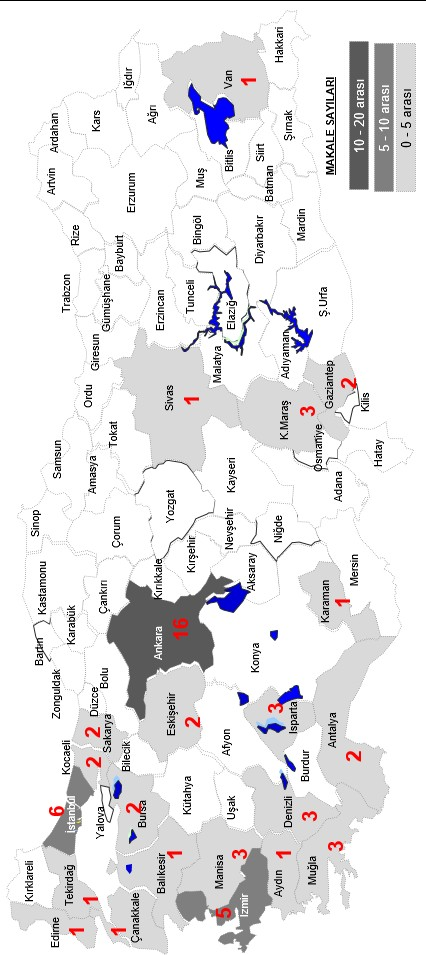 Kırklareli
Edirne
1
Tekirdağ
1
İstanbul
6
Kocaeli
2
Yalova
Sakarya
2
Düzce
Zonguldak
Bartın
Karabük
Kastamonu
Sinop
Samsun
Ordu
Giresun
Trabzon
Rize
Artvin
Ardahan
Çanakkale
1
Balıkesir
1
Bursa
2
Bilecik
Bolu
Çankırı
Çorum
Amasya
Tokat
Gümüşhane
Bayburt
Erzurum
Kars
Iğdır
Ağrı
Kütahya
Eskişehir
2
Ankara
16
Kırıkkale
Kırşehir
Yozgat
Sivas
1
Erzincan
Tunceli
Bingöl
Muş
Bitlis
Van
1
Hakkari
Manisa
3
İzmir
5
Uşak
Afyon
Konya
Aksaray
Nevşehir
Niğde
Kayseri
Malatya
Elazığ
Diyarbakır
Batman
Siirt
Şırnak
Mardin
Aydın
1
Denizli
3
Muğla
3
Burdur
Isparta
3
Antalya
2
Karaman
1
Mersin
Adana
Osmaniye
Hatay
K.Maraş
3
Adıyaman
Gaziantep
2
Kilis
Ş.Urfa
MAKALE SAYILARI
10 - 20 arası
5 - 10 arası
0 - 5 arası